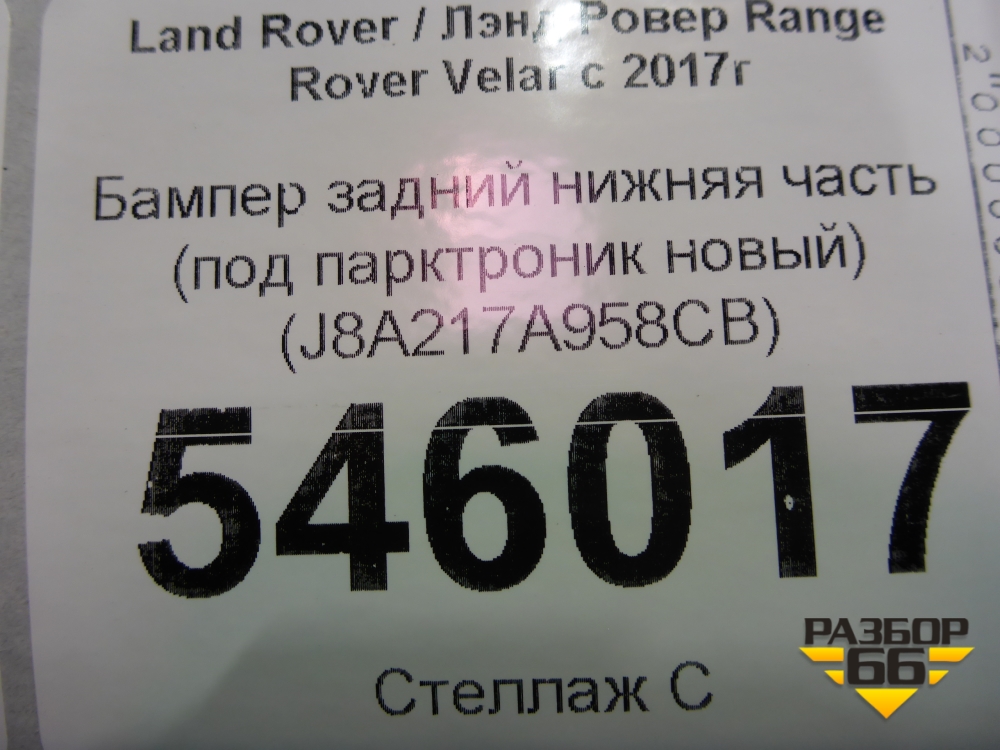 Land Rover / Лэнд Ровер Range
Rover Velar с 2017г
Бампер задний нижняя часть
(под парктроник новый)
(J8A217A958CB)
546017
Стеллаж С
РАЗБОР
66